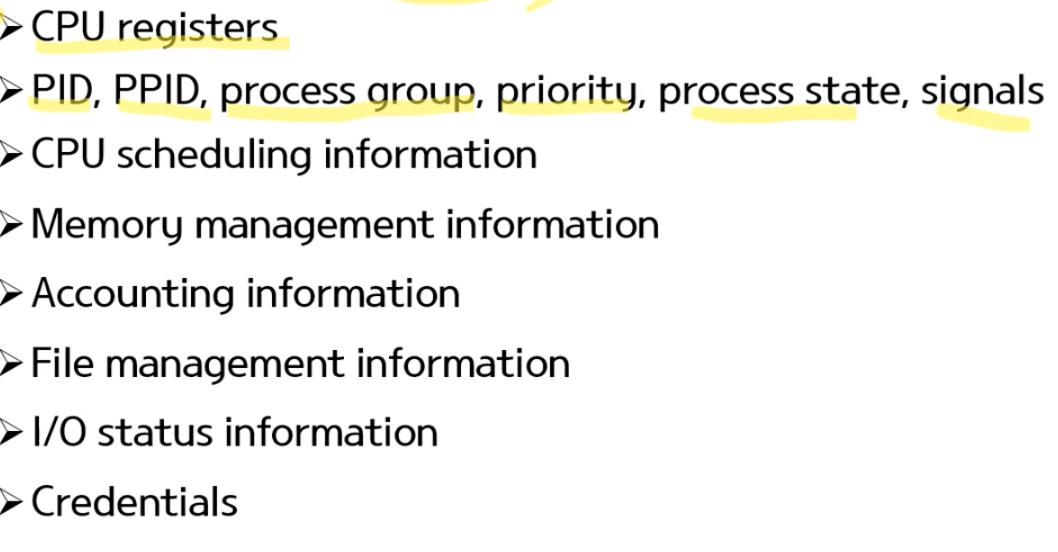 ➤ CPU registers
➤ PID, PPID, process group, priority, process state, signals
➤ CPU scheduling information
➤ Memory management information
➤ Accounting information
➤ File management information
➤ I/O status information
➤ Credentials